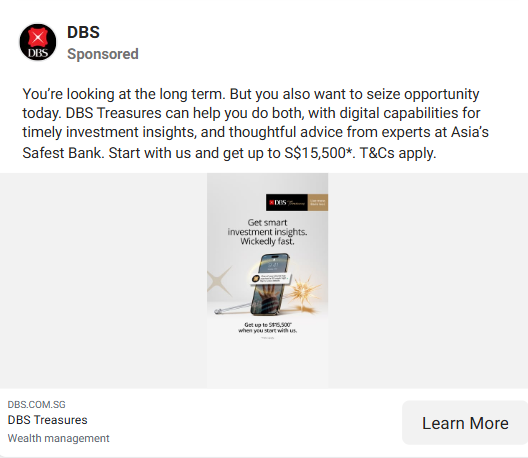 DBS
Sponsored
DBS
You're looking at the long term. But you also want to seize opportunity
today. DBS Treasures can help you do both, with digital capabilities for
timely investment insights, and thoughtful advice from experts at Asia's
Safest Bank. Start with us and get up to S$15,500*. T&Cs apply.
DBS
Get smart
investment insights.
Wickedly fast.
Get up to S$15,500*
when you start with us.
DBS.COM.SG
DBS Treasures
Wealth management
Learn More